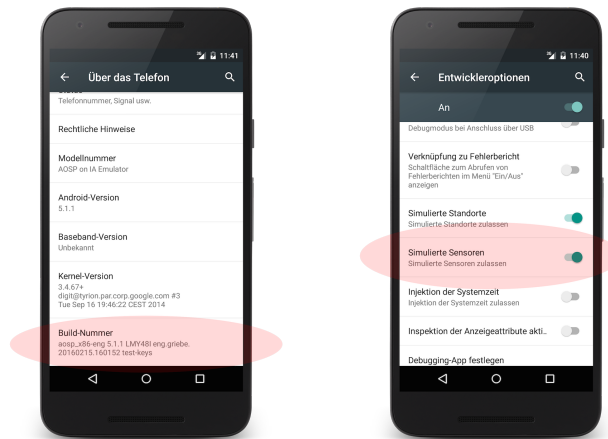 11:41
Über das Telefon
Status
Telefonnummer, Signal usw.
Rechtliche Hinweise
Modellnummer
AOSP on IA Emulator
Android-Version
5.1.1
Baseband-Version
Unbekannt
Kernel-Version
3.4.67+
digit@tyrion.par.corp.google.com #3
Tue Sep 16 19:46:22 CEST 2014
Build-Nummer
aosp_x86-eng 5.1.1 LMY48I eng.griebe.
20160215.160152 test-keys
11:40
Entwickleroptionen
An
Debugmodus bei Anschluss über USB
Verknüpfung zu Fehlerbericht
Schaltfläche zum Abrufen von
Fehlerberichten im Menü "Ein/Aus"
anzeigen
Simulierte Standorte
Simulierte Standorte zulassen
Simulierte Sensoren
Simulierte Sensoren zulassen
Injektion der Systemzeit
Injektion der Systemzeit zulassen
Inspektion der Anzeigeattribute akti..
Debugging-App festlegen